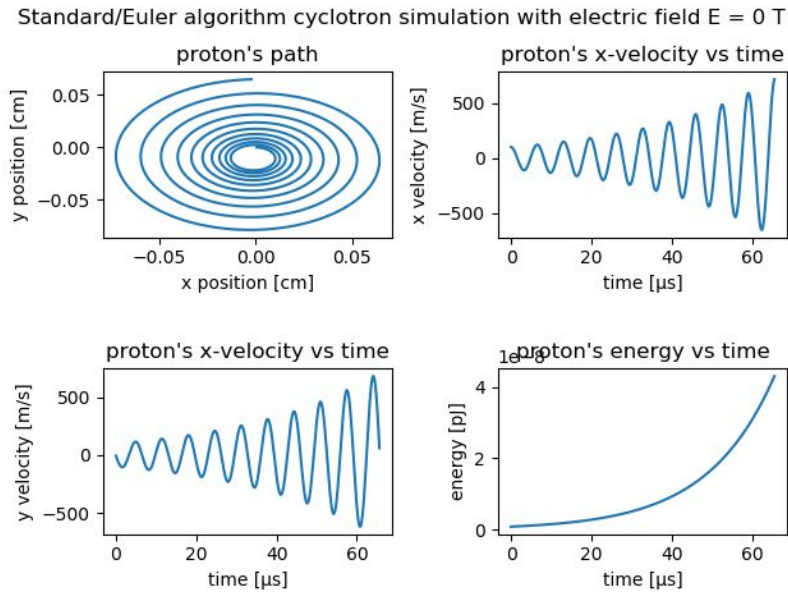 Standard/Euler algorithm cyclotron simulation with electric field E = 0 T
proton's path
y position [cm]
0.05
0.00
−0.05
−0.05
0.00
0.05
x position [cm]
proton's x-velocity vs time
x velocity [m/s]
500
0
−500
0
20
40
60
time [µs]
proton's x-velocity vs time
y velocity [m/s]
500
0
−500
0
20
40
60
time [µs]
proton's energy vs time
1e−8
energy [pJ]
4
2
0
0
20
40
60
time [µs]